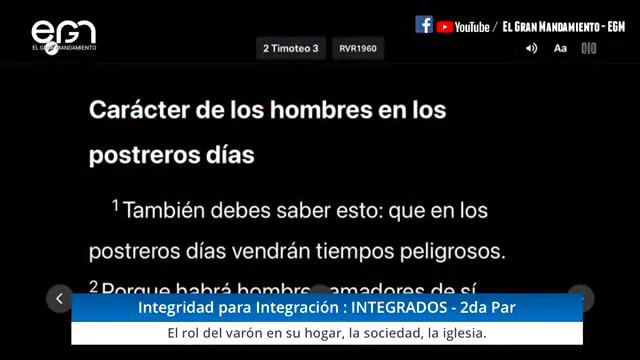 EGM
EL GRAN MANDAMIENTO
YouTube / El Gran Mandamiento - EGM
2 Timoteo 3
RVR1960
Aa
Carácter de los hombres en los
postreros días
1 También debes saber esto: que en los
postreros días vendrán tiempos peligrosos.
2 Porque habrá hombres amadores de sí
Integridad para Integración : INTEGRADOS - 2da Par
El rol del varón en su hogar, la sociedad, la iglesia.